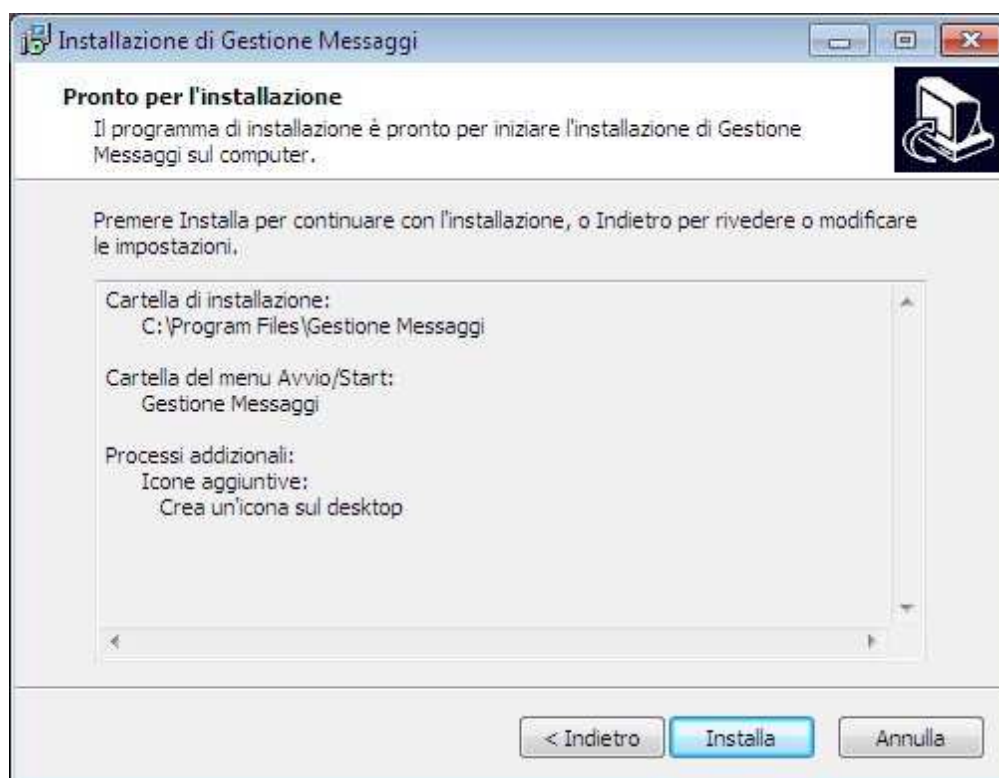 Installazione di Gestione Messaggi
Pronto per l'installazione
Il programma di installazione è pronto per iniziare l'installazione di Gestione
Messaggi sul computer.
Premere Installa per continuare con l'installazione, o Indietro per rivedere o modificare
le impostazioni.
Cartella di installazione:
C:\Program Files\Gestione Messaggi
Cartella del menu Avvio/Start:
Gestione Messaggi
Processi addizionali:
Icone aggiuntive:
Crea un'icona sul desktop
< Indietro Installa Annulla